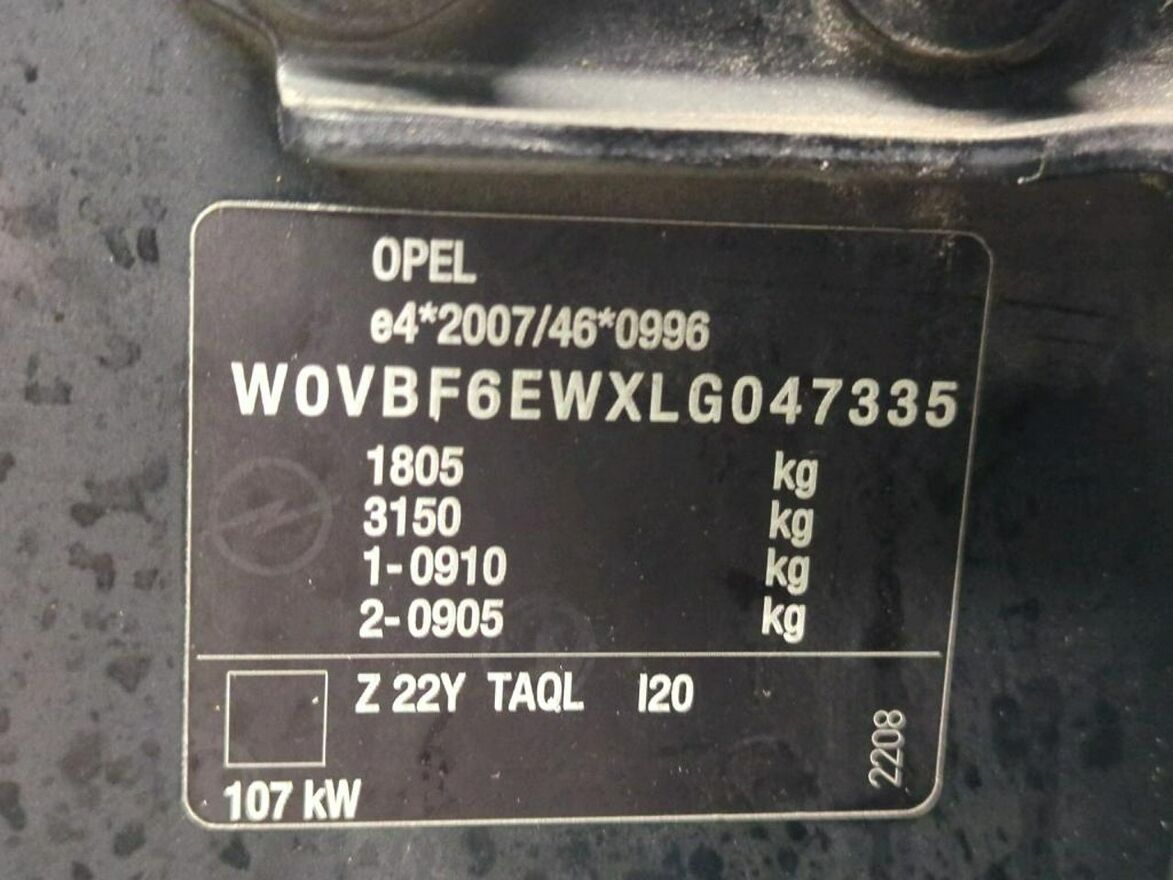 OPEL
e4*2007/46*0996
W0VBF6EWXLG047335
1805 kg
3150 kg
1-0910 kg
2-0905 kg
Z 22Y TAQL I20
2208
107 kW